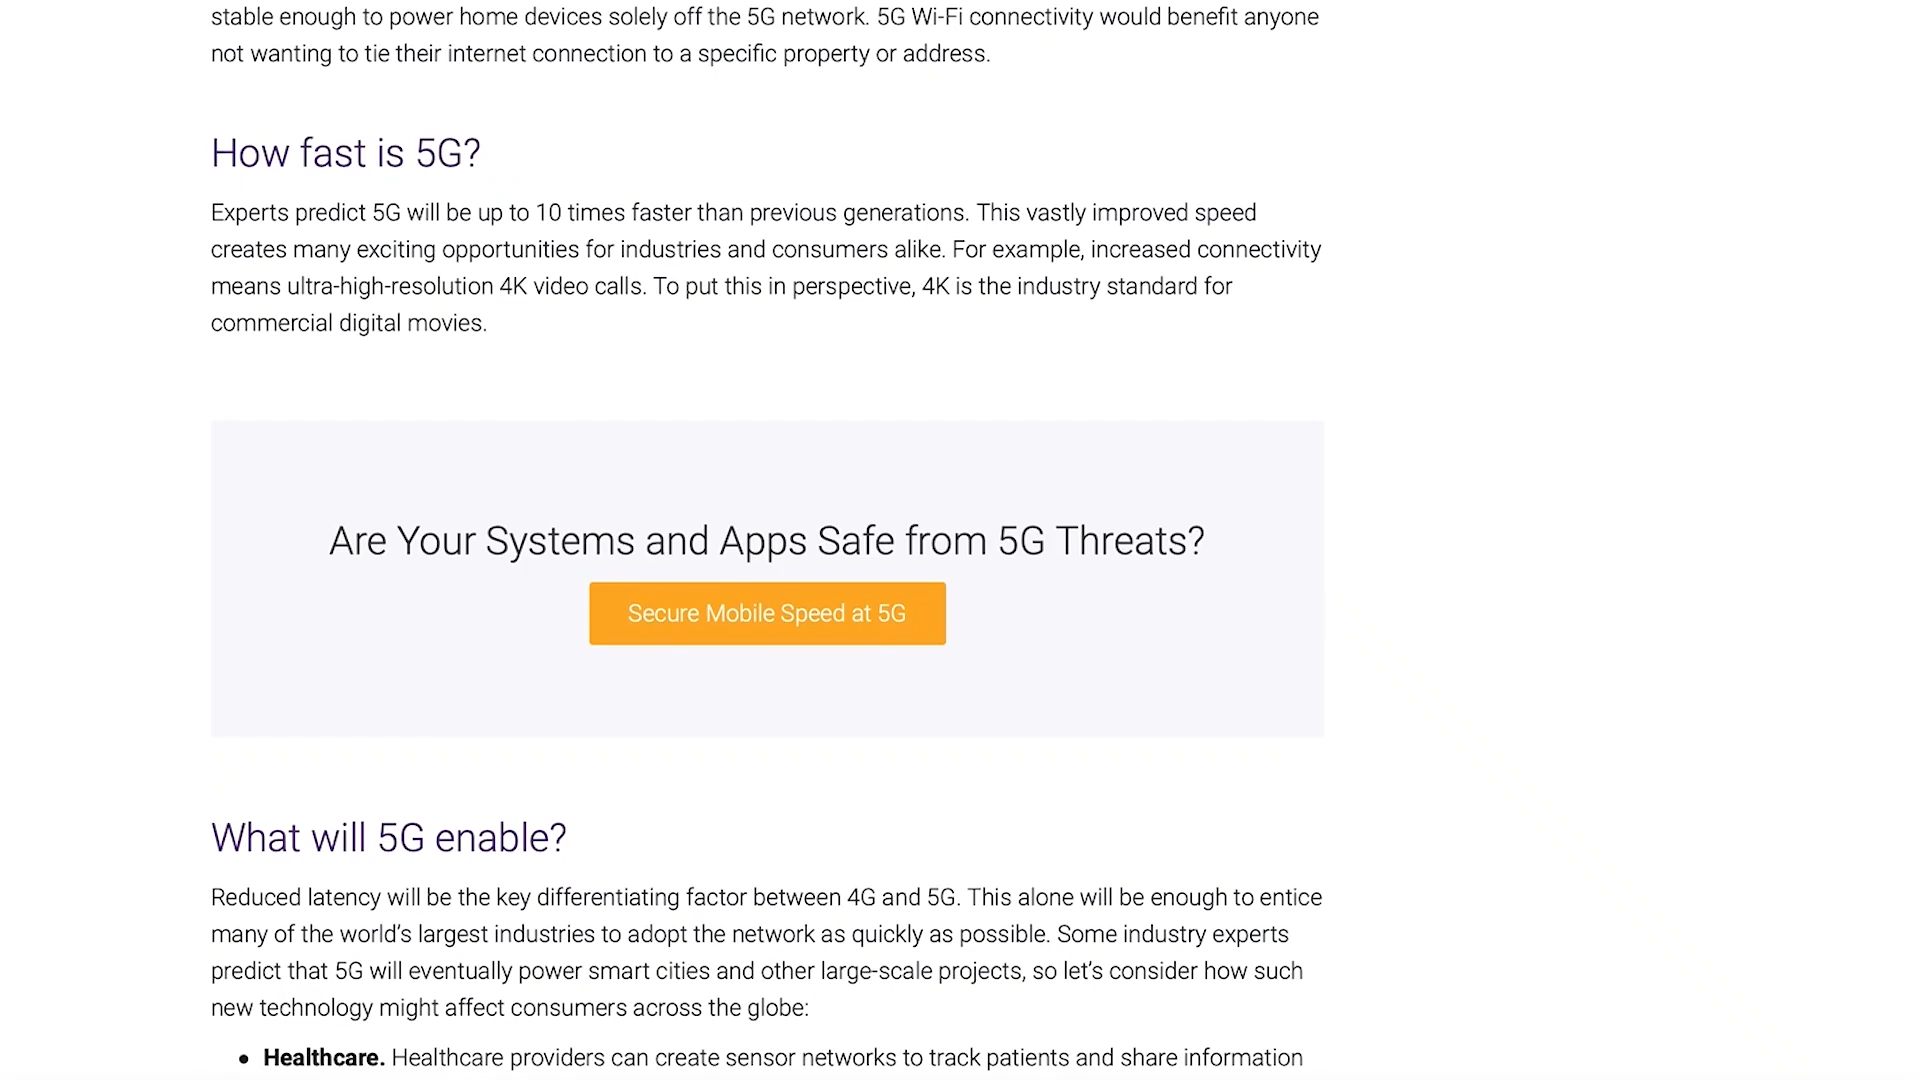 stable enough to power home devices solely off the 5G network. 5G Wi-Fi connectivity would benefit anyone
not wanting to tie their internet connection to a specific property or address.
How fast is 5G?
Experts predict 5G will be up to 10 times faster than previous generations. This vastly improved speed
creates many exciting opportunities for industries and consumers alike. For example, increased connectivity
means ultra-high-resolution 4K video calls. To put this in perspective, 4K is the industry standard for
commercial digital movies.
Are Your Systems and Apps Safe from 5G Threats?
Secure Mobile Speed at 5G
What will 5G enable?
Reduced latency will be the key differentiating factor between 4G and 5G. This alone will be enough to entice
many of the world’s largest industries to adopt the network as quickly as possible. Some industry experts
predict that 5G will eventually power smart cities and other large-scale projects, so let’s consider how such
new technology might affect consumers across the globe:
• Healthcare. Healthcare providers can create sensor networks to track patients and share information